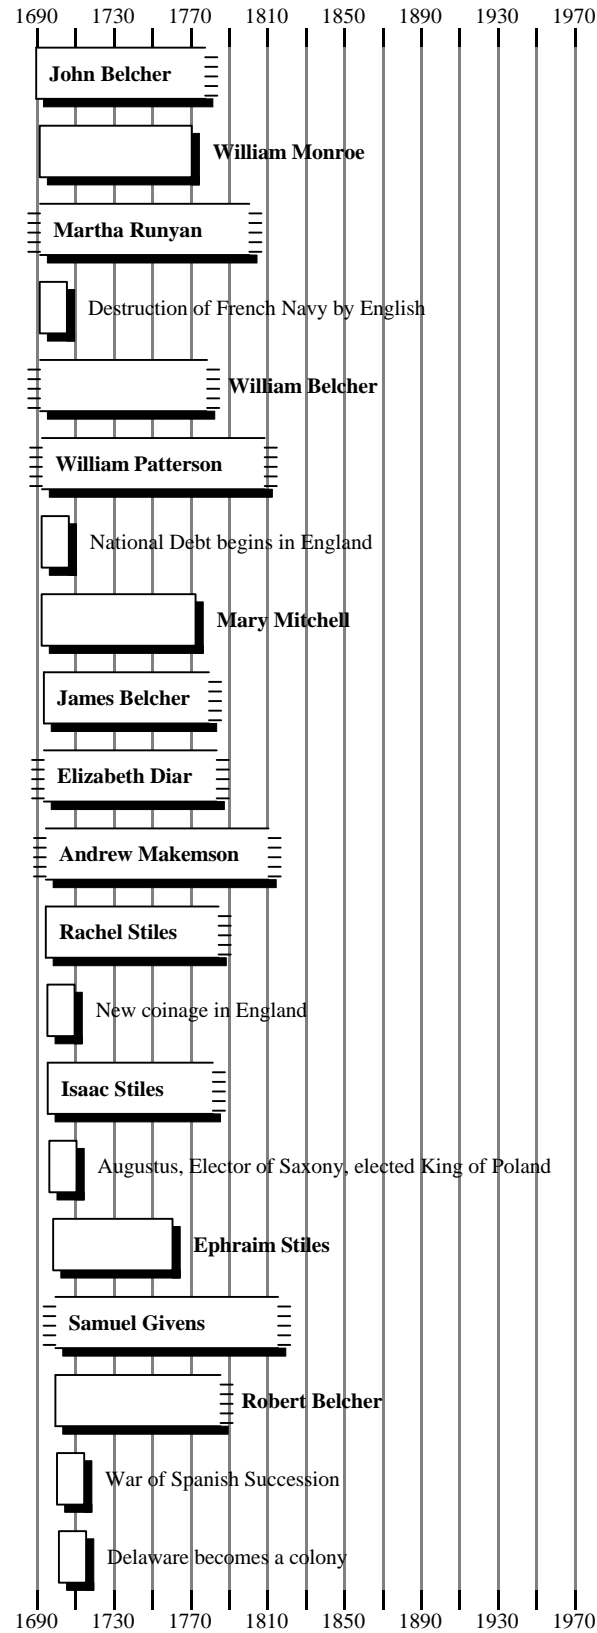 1690 1730 1770 1810 1850 1890 1930 1970
John Belcher
William Monroe
Martha Runyan
Destruction of French Navy by English
William Belcher
William Patterson
National Debt begins in England
Mary Mitchell
James Belcher
Elizabeth Diar
Andrew Makemson
Rachel Stiles
New coinage in England
Isaac Stiles
Augustus, Elector of Saxony, elected King of Poland
Ephraim Stiles
Samuel Givens
Robert Belcher
War of Spanish Succession
Delaware becomes a colony
1690 1730 1770 1810 1850 1890 1930 1970